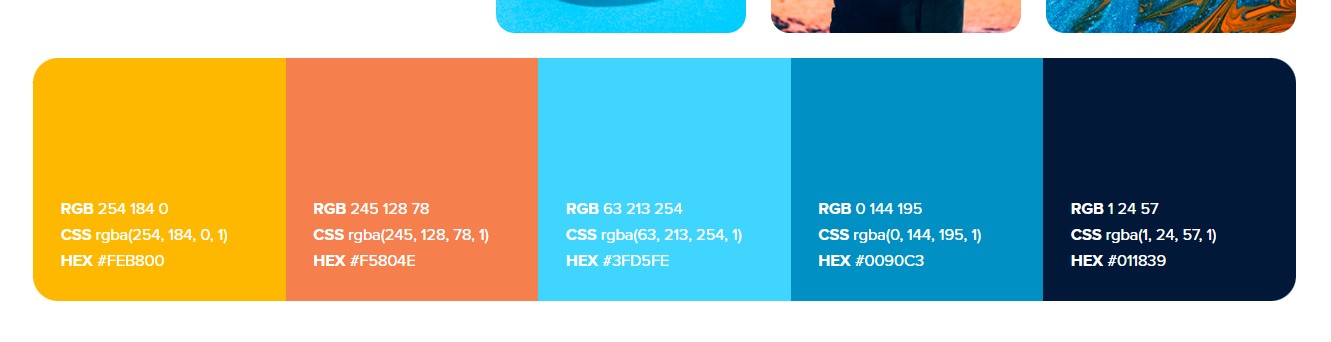 RGB 254 184 0
CSS rgba(254, 184, 0, 1)
HEX #FEB800
RGB 245 128 78
CSS rgba(245, 128, 78, 1)
HEX #F5804E
RGB 63 213 254
CSS rgba(63, 213, 254, 1)
HEX #3FD5FE
RGB 0 144 195
CSS rgba(0, 144, 195, 1)
HEX #0090C3
RGB 1 24 57
CSS rgba(1, 24, 57, 1)
HEX #011839